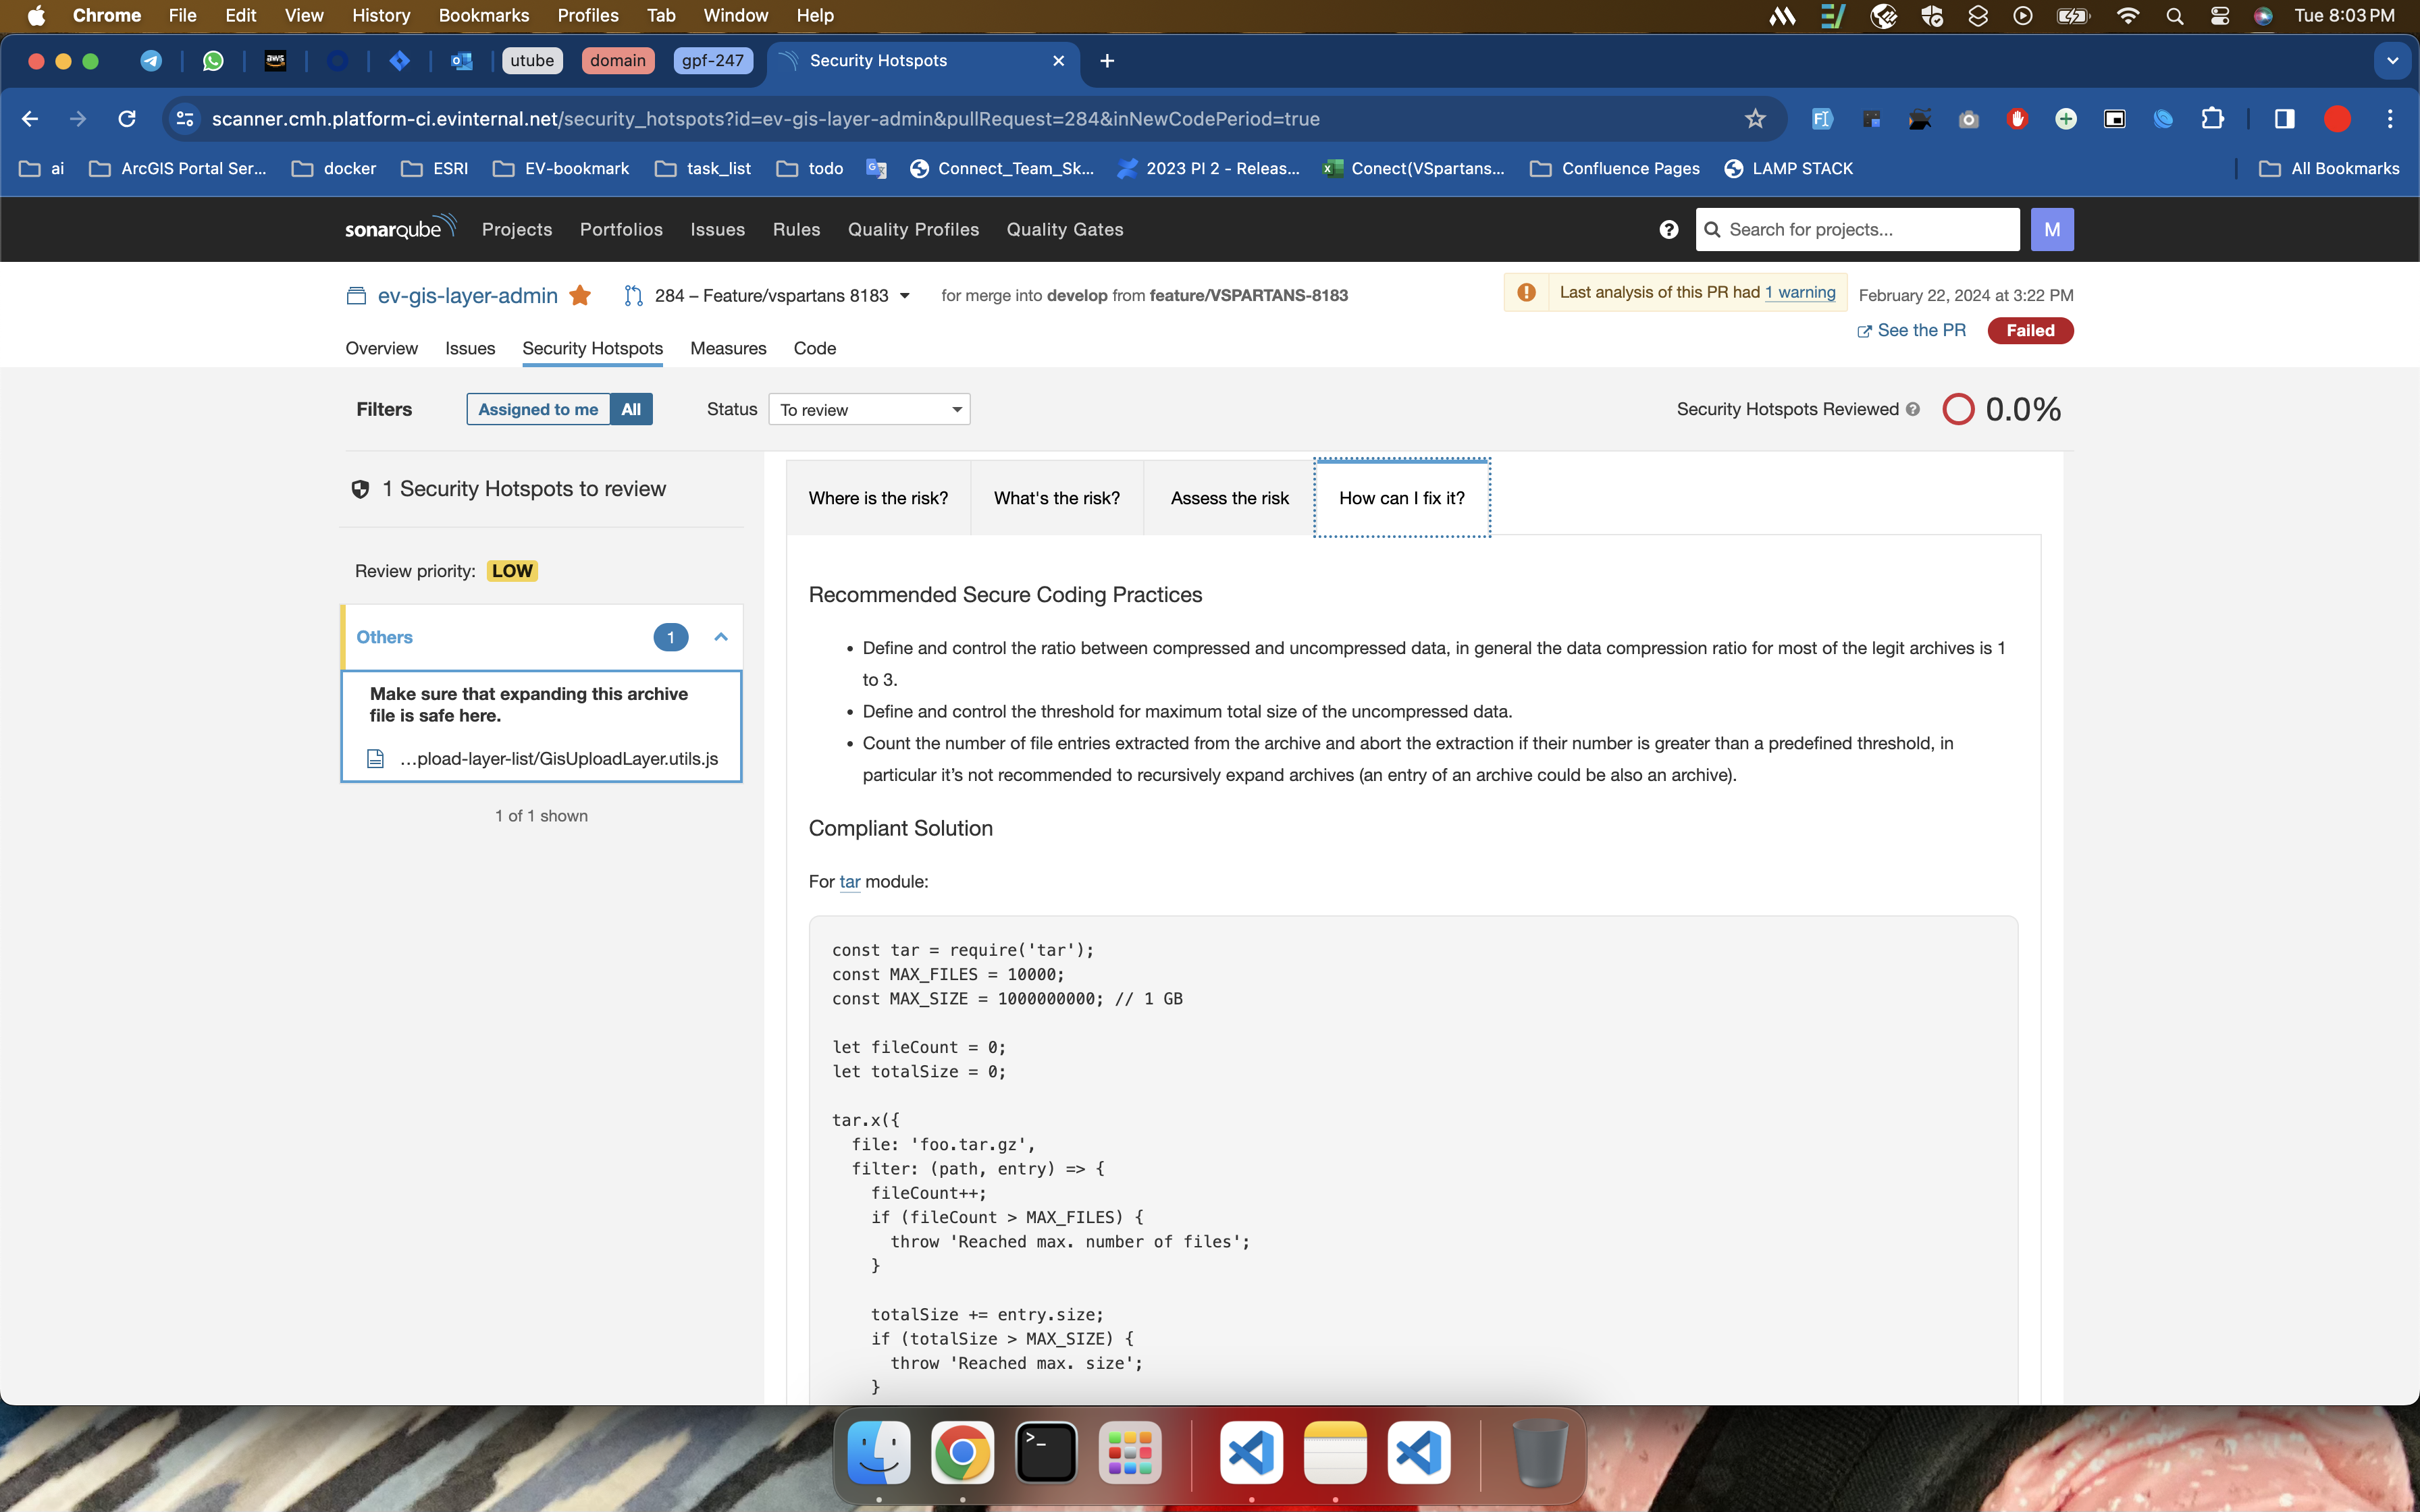 Chrome File Edit View History Bookmarks Profiles Tab Window Help Tue 8:03 PM
aws utube domain gpf-247 Security Hotspots
scanner.cmh.platform-ci.evinternal.net/security_hotspots?id=ev-gis-layer-admin&pullRequest=284&inNewCodePeriod=true
ai ArcGIS Portal Ser... docker ESRI EV-bookmark task_list todo Connect_Team_Sk... 2023 PI 2 - Releas... Conect(VSpartans... Confluence Pages LAMP STACK All Bookmarks
sonarqube Projects Portfolios Issues Rules Quality Profiles Quality Gates Search for projects... M
ev-gis-layer-admin 284 – Feature/vspartans 8183 for merge into develop from feature/VSPARTANS-8183 Last analysis of this PR had 1 warning February 22, 2024 at 3:22 PM
See the PR Failed
Overview Issues Security Hotspots Measures Code
Filters Assigned to me All Status To review Security Hotspots Reviewed 0.0%
1 Security Hotspots to review
Review priority: LOW
Others 1
Make sure that expanding this archive
file is safe here.
...pload-layer-list/GisUploadLayer.utils.js
1 of 1 shown
Where is the risk? What's the risk? Assess the risk How can I fix it?
Recommended Secure Coding Practices
• Define and control the ratio between compressed and uncompressed data, in general the data compression ratio for most of the legit archives is 1
to 3.
• Define and control the threshold for maximum total size of the uncompressed data.
• Count the number of file entries extracted from the archive and abort the extraction if their number is greater than a predefined threshold, in
particular it’s not recommended to recursively expand archives (an entry of an archive could be also an archive).
Compliant Solution
For tar module:
const tar = require('tar');
const MAX_FILES = 10000;
const MAX_SIZE = 1000000000; // 1 GB
let fileCount = 0;
let totalSize = 0;
tar.x({
file: 'foo.tar.gz',
filter: (path, entry) => {
fileCount++;
if (fileCount > MAX_FILES) {
throw 'Reached max. number of files';
}
totalSize += entry.size;
if (totalSize > MAX_SIZE) {
throw 'Reached max. size';
}